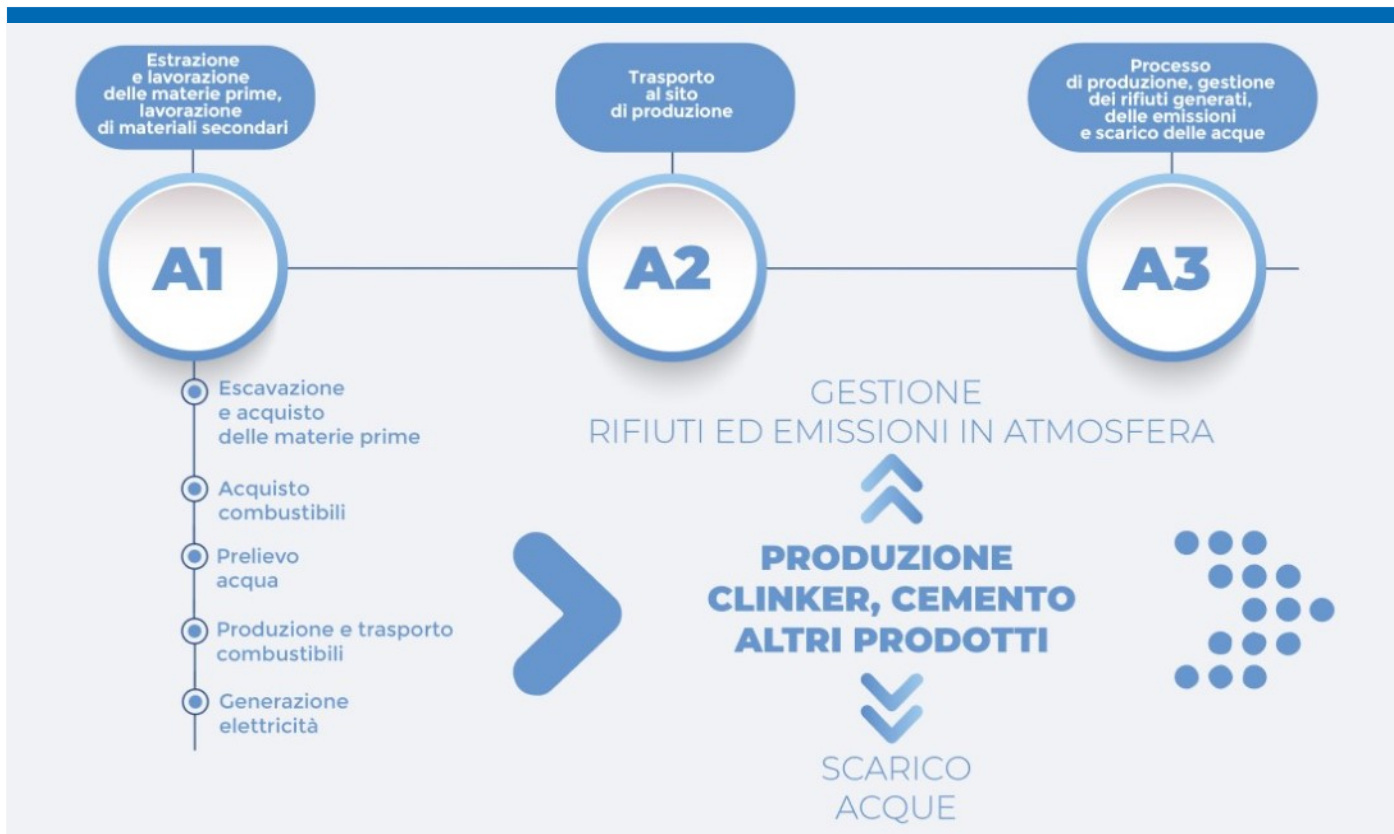 Estrazione
e lavorazione
delle materie prime,
lavorazione
di materiali secondari
Trasporto
al sito
di produzione
Processo
di produzione, gestione
dei rifiuti generati,
delle emissioni
e scarico delle acque
A1
A2
A3
Escavazione
e acquisto
delle materie prime
Acquisto
combustibili
Prelievo
acqua
Produzione e trasporto
combustibili
Generazione
elettricità
GESTIONE
RIFIUTI ED EMISSIONI IN ATMOSFERA
PRODUZIONE
CLINKER, CEMENTO
ALTRI PRODOTTI
SCARICO
ACQUE